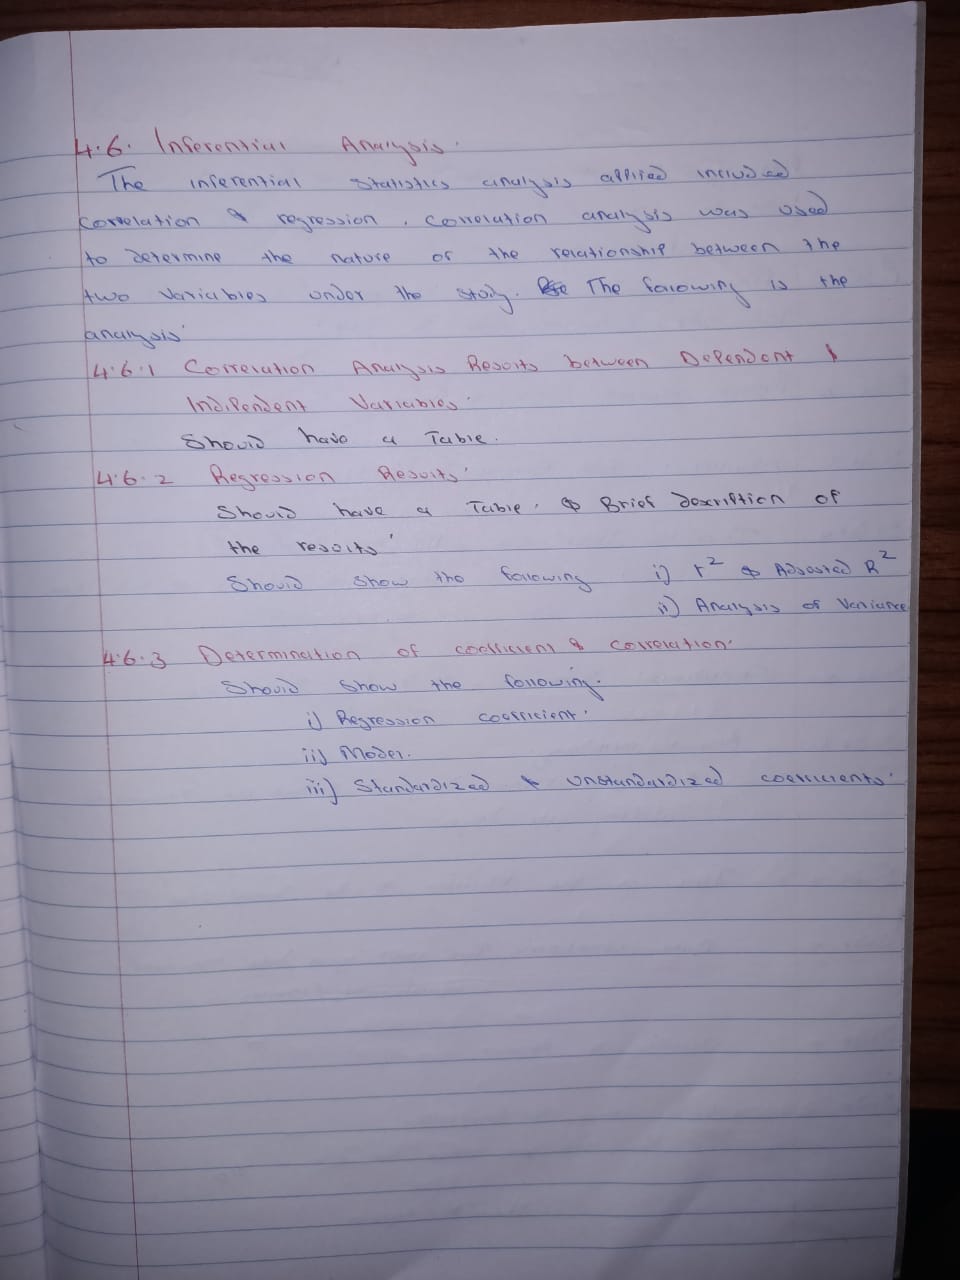 4.6. Inferential Analysis.
The inferential statistics analysis applied included
correlation & regression. Correlation analysis was used
to determine the nature of the relationship between the
two variables under the study. The following is the
analysis.
4.6.1 Correlation Analysis Results between Dependent &
Independent Variables.
Should have a Table.
4.6.2 Regression Results.
Should have a Table. & Brief description of
the results.
Should show the following i) r² & Adjusted R²
ii) Analysis of Variance
4.6.3 Determination of coefficient & correlation.
Should show the following.
i) Regression coefficient.
ii) Model.
iii) Standardized & unstandardized coefficients.